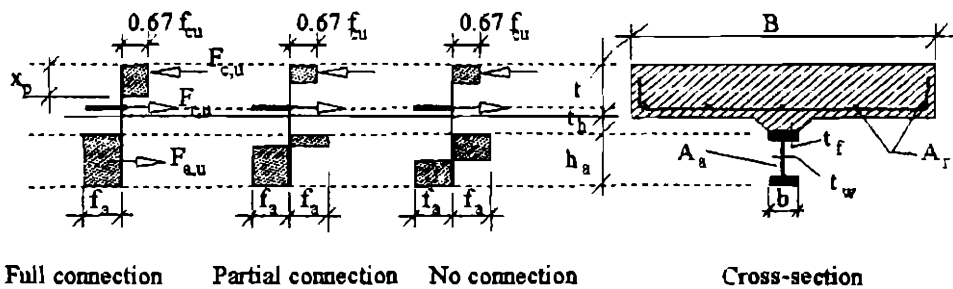 0.67 f_cu
0.67 f_cu
0.67 f_cu
B
x_p
F_c,u
F_r,u
F_a,u
t
t_h
h_a
A_a
t_f
A_r
t_w
b
f_a
f_a
f_a
f_a
f_a
Full connection
Partial connection
No connection
Cross-section